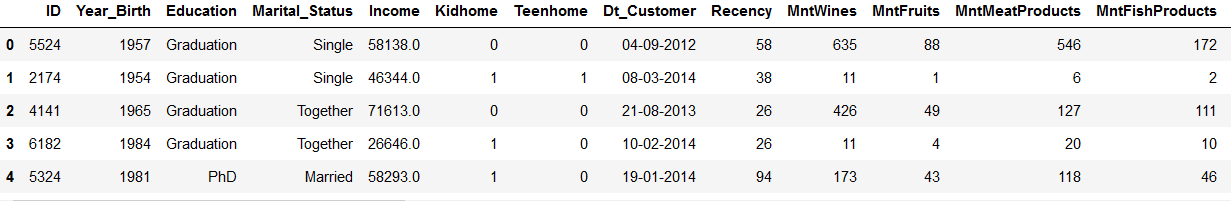 ID Year_Birth Education Marital_Status Income Kidhome Teenhome Dt_Customer Recency MntWines MntFruits MntMeatProducts MntFishProducts
0 5524 1957 Graduation Single 58138.0 0 0 04-09-2012 58 635 88 546 172
1 2174 1954 Graduation Single 46344.0 1 1 08-03-2014 38 11 1 6 2
2 4141 1965 Graduation Together 71613.0 0 0 21-08-2013 26 426 49 127 111
3 6182 1984 Graduation Together 26646.0 1 0 10-02-2014 26 11 4 20 10
4 5324 1981 PhD Married 58293.0 1 0 19-01-2014 94 173 43 118 46